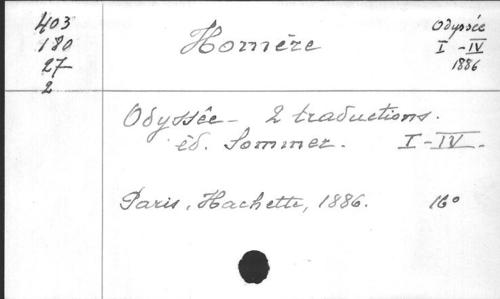 403
180
27
2
Homère
Odyssée
I - IV
1886
Odyssée - 2 traductions.
éd. Sommer. I - IV.
Paris, Hachette, 1886. 16°